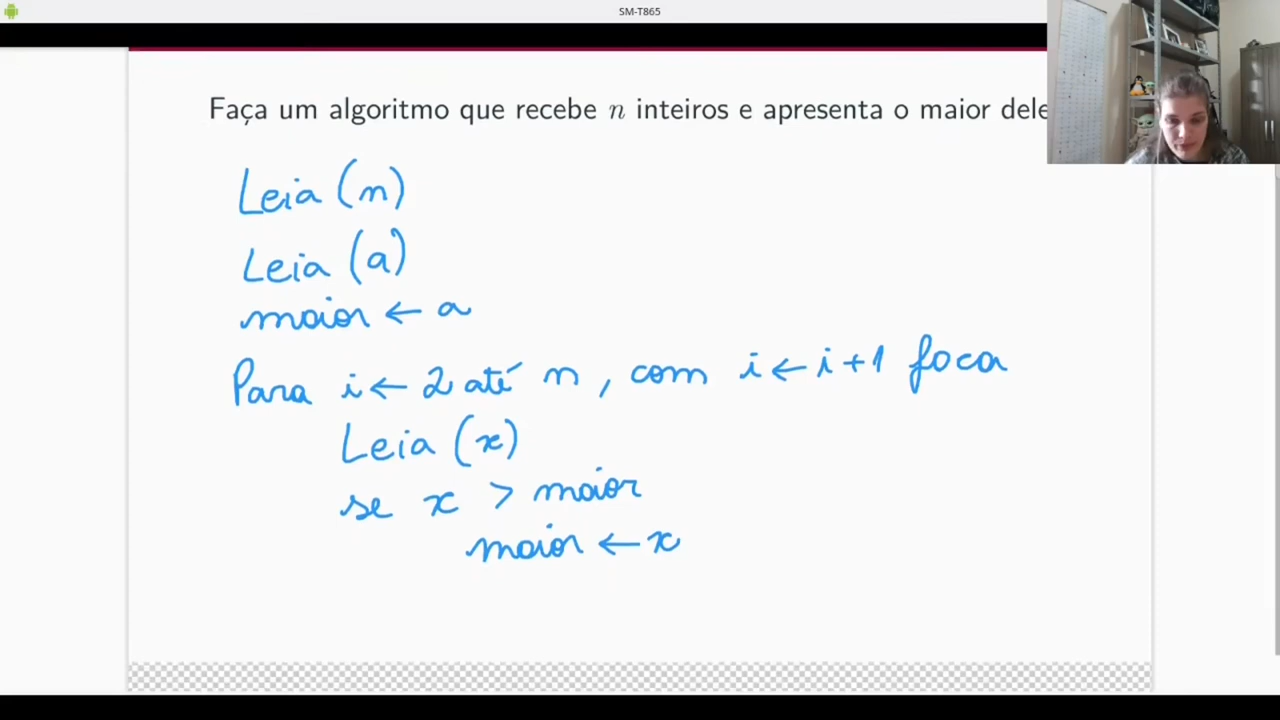 SM-T865
Faça um algoritmo que recebe n inteiros e apresenta o maior dele
Leia (n)
Leia (a)
maior ← a
Para i ← 2 até n, com i ← i+1 faca
Leia (x)
se x > maior
maior ← x